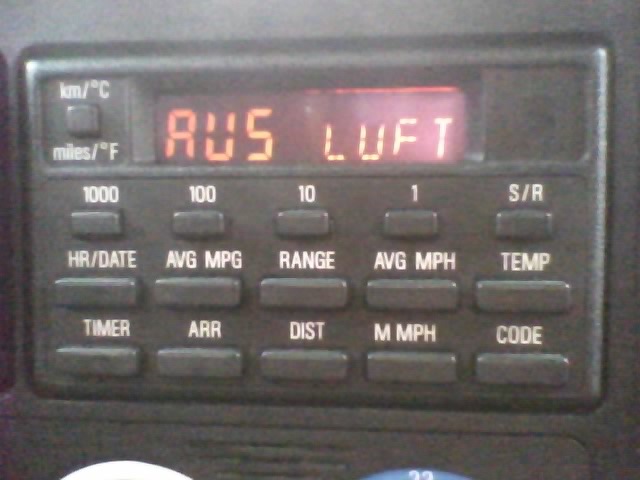 km/°C
AUS LUFT
miles/°F
1000 100 10 1 S/R
HR/DATE AVG MPG RANGE AVG MPH TEMP
TIMER ARR DIST M MPH CODE